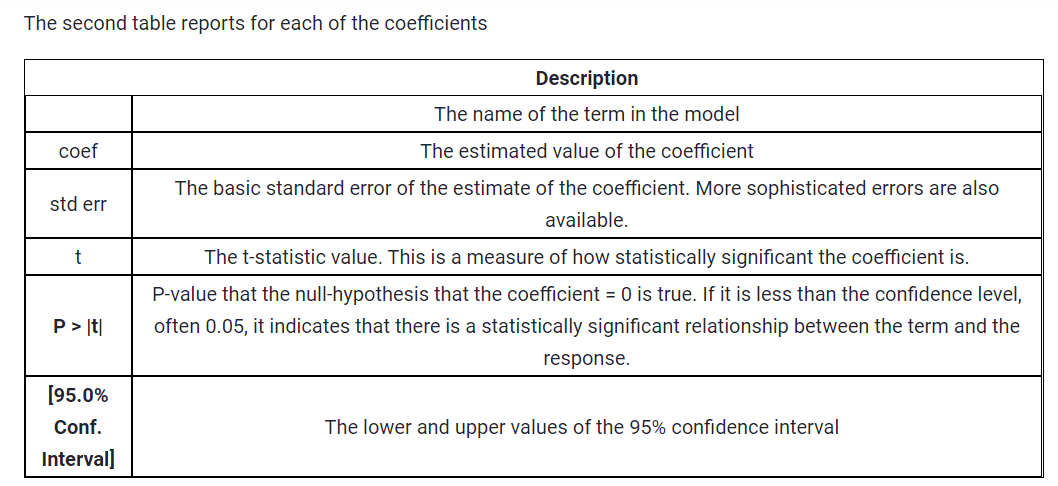 The second table reports for each of the coefficients
Description
The name of the term in the model
coef
The estimated value of the coefficient
std err
The basic standard error of the estimate of the coefficient. More sophisticated errors are also
available.
t
The t-statistic value. This is a measure of how statistically significant the coefficient is.
P > |t|
P-value that the null-hypothesis that the coefficient = 0 is true. If it is less than the confidence level,
often 0.05, it indicates that there is a statistically significant relationship between the term and the
response.
[95.0%
Conf.
Interval]
The lower and upper values of the 95% confidence interval